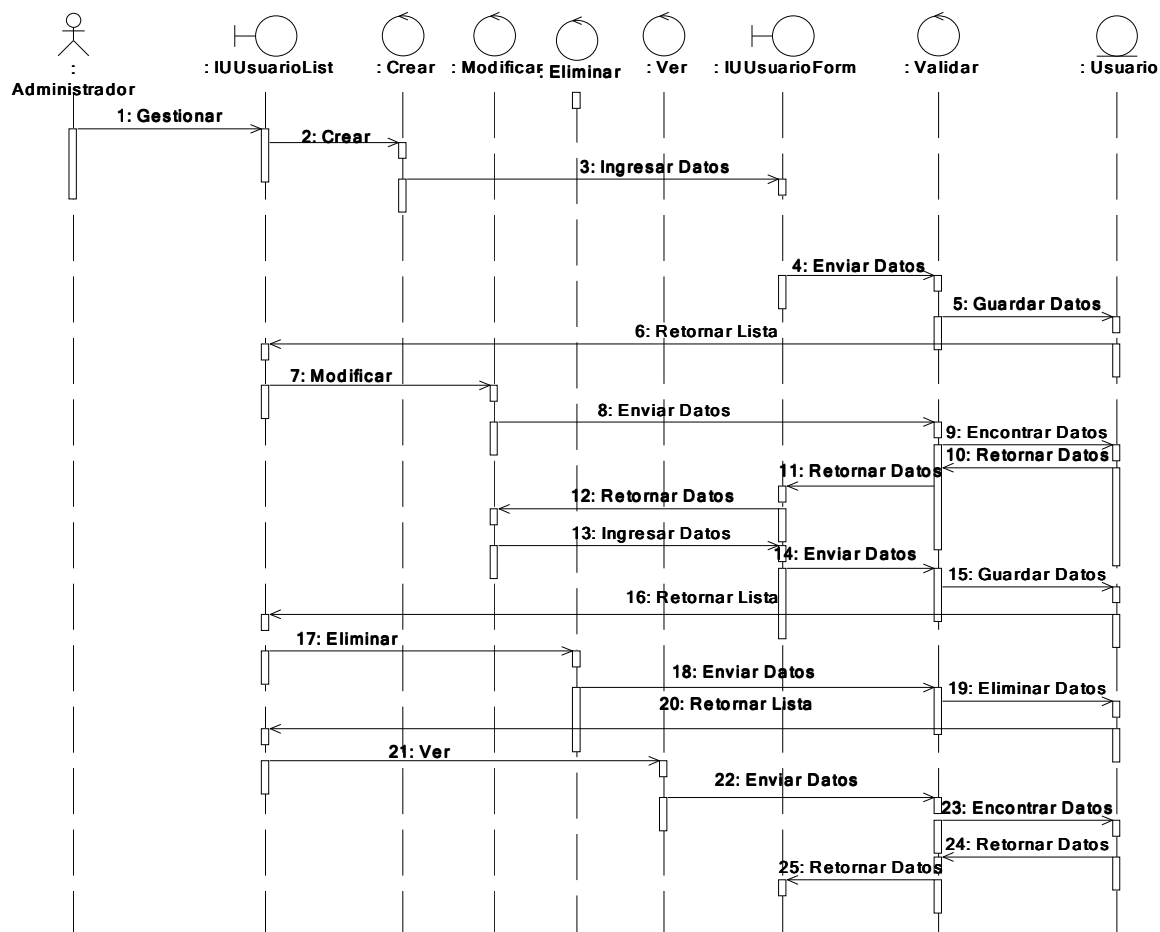 : Administrador
: IUUsuarioList
: Crear
: Modificar
: Eliminar
: Ver
: IUUsuarioForm
: Validar
: Usuario
1: Gestionar
2: Crear
3: Ingresar Datos
4: Enviar Datos
5: Guardar Datos
6: Retornar Lista
7: Modificar
8: Enviar Datos
9: Encontrar Datos
10: Retornar Datos
11: Retornar Datos
12: Retornar Datos
13: Ingresar Datos
14: Enviar Datos
15: Guardar Datos
16: Retornar Lista
17: Eliminar
18: Enviar Datos
19: Eliminar Datos
20: Retornar Lista
21: Ver
22: Enviar Datos
23: Encontrar Datos
24: Retornar Datos
25: Retornar Datos